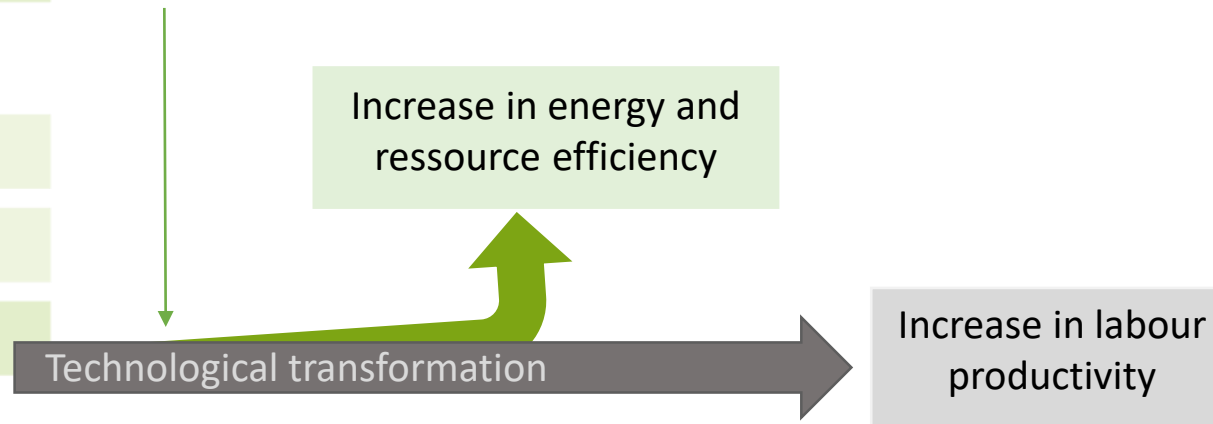 Increase in energy and
ressource efficiency
Technological transformation
Increase in labour
productivity